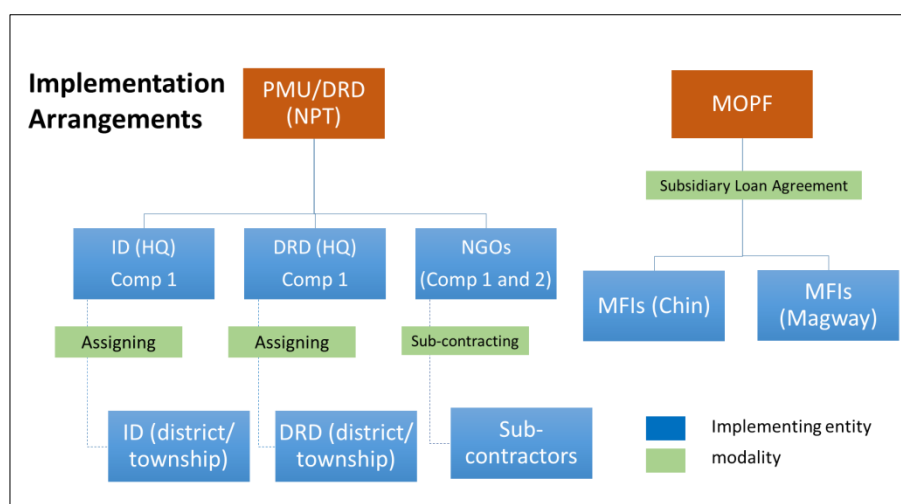 Implementation
Arrangements
PMU/DRD
(NPT)
MOPF
Subsidiary Loan Agreement
ID (HQ)
Comp 1
DRD (HQ)
Comp 1
NGOs
(Comp 1 and 2)
MFIs (Chin)
MFIs
(Magway)
Assigning
Assigning
Sub-contracting
ID (district/
township)
DRD (district/
township)
Sub-
contractors
Implementing entity
modality